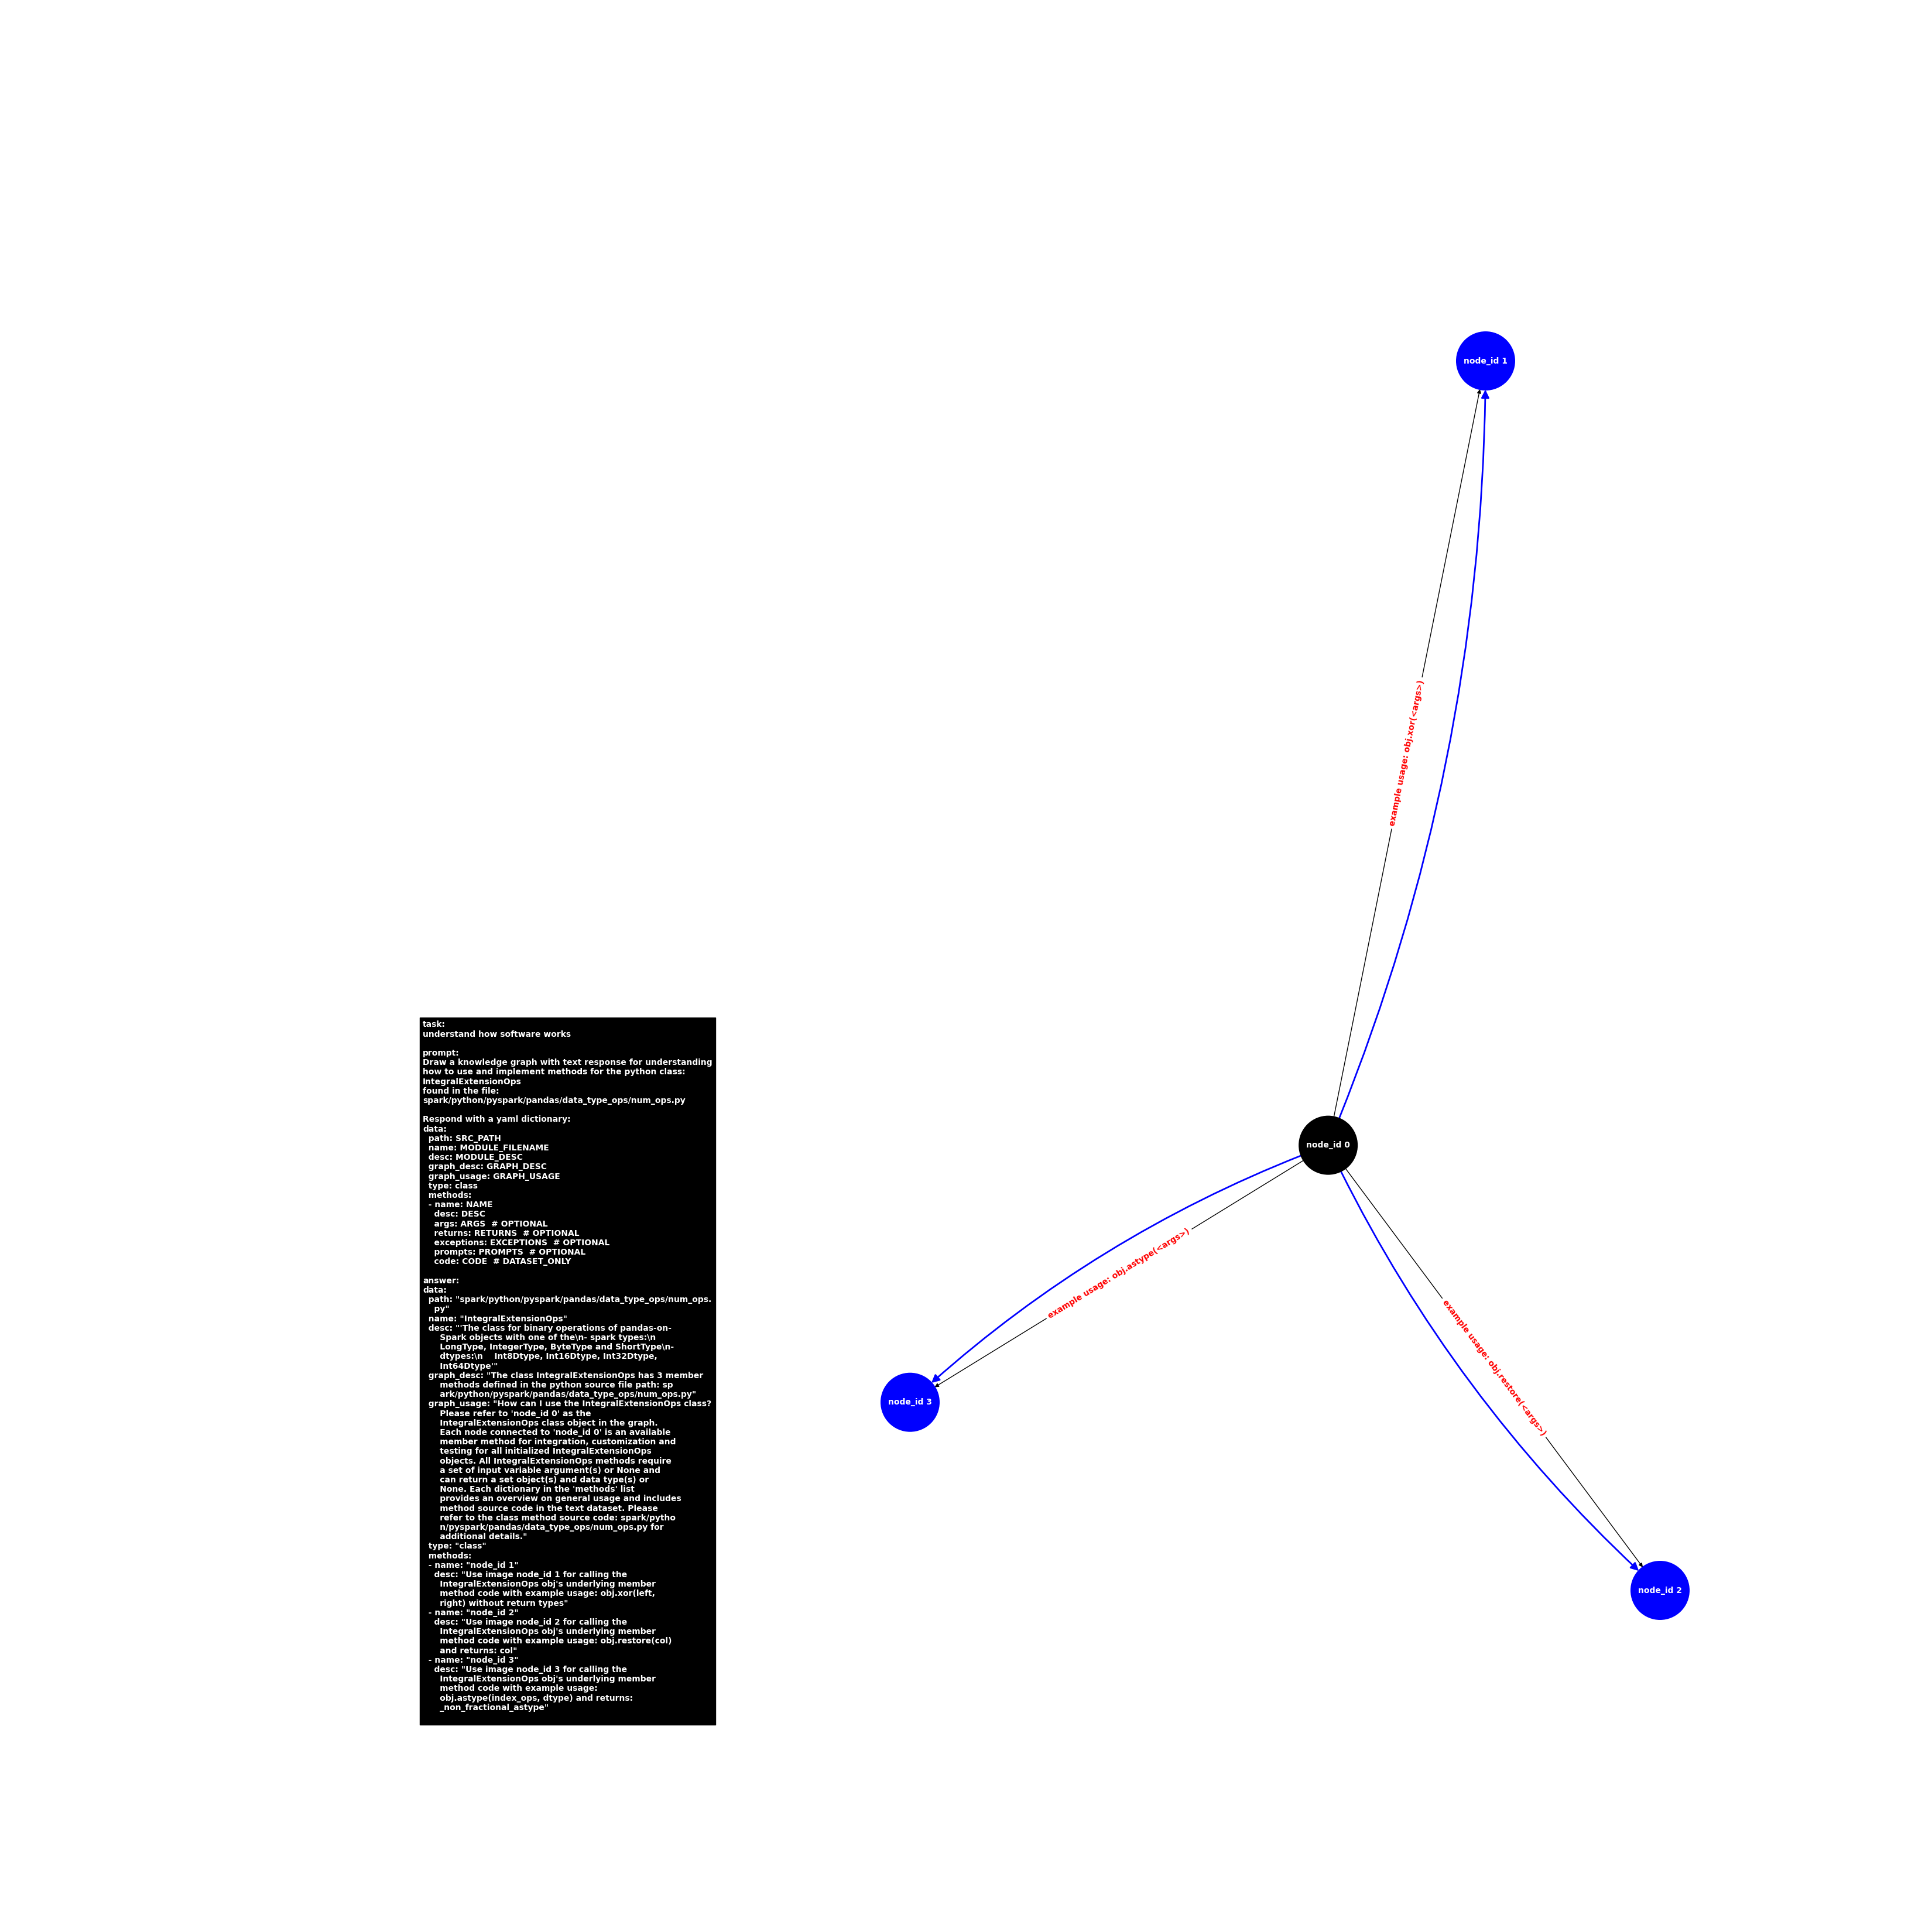 node_id 1
example usage: obj.xor(<args>)
task:
understand how software works
prompt:
Draw a knowledge graph with text response for understanding
how to use and implement methods for the python class:
IntegralExtensionOps
found in the file:
spark/python/pyspark/pandas/data_type_ops/num_ops.py
Respond with a yaml dictionary:
data:
  path: SRC_PATH
  name: MODULE_FILENAME
  desc: MODULE_DESC
  graph_desc: GRAPH_DESC
  graph_usage: GRAPH_USAGE
  type: class
  methods:
  - name: NAME
    desc: DESC
    args: ARGS  # OPTIONAL
    returns: RETURNS  # OPTIONAL
    exceptions: EXCEPTIONS  # OPTIONAL
    prompts: PROMPTS  # OPTIONAL
    code: CODE  # DATASET_ONLY
answer:
data:
  path: "spark/python/pyspark/pandas/data_type_ops/num_ops.
    py"
  name: "IntegralExtensionOps"
  desc: "'The class for binary operations of pandas-on-
      Spark objects with one of the\n- spark types:\n
      LongType, IntegerType, ByteType and ShortType\n-
      dtypes:\n    Int8Dtype, Int16Dtype, Int32Dtype,
      Int64Dtype'"
  graph_desc: "The class IntegralExtensionOps has 3 member
      methods defined in the python source file path: sp
      ark/python/pyspark/pandas/data_type_ops/num_ops.py"
  graph_usage: "How can I use the IntegralExtensionOps class?
      Please refer to 'node_id 0' as the
      IntegralExtensionOps class object in the graph.
      Each node connected to 'node_id 0' is an available
      member method for integration, customization and
      testing for all initialized IntegralExtensionOps
      objects. All IntegralExtensionOps methods require
      a set of input variable argument(s) or None and
      can return a set object(s) and data type(s) or
      None. Each dictionary in the 'methods' list
      provides an overview on general usage and includes
      method source code in the text dataset. Please
      refer to the class method source code: spark/pytho
      n/pyspark/pandas/data_type_ops/num_ops.py for
      additional details."
  type: "class"
  methods:
  - name: "node_id 1"
    desc: "Use image node_id 1 for calling the
      IntegralExtensionOps obj's underlying member
      method code with example usage: obj.xor(left,
      right) without return types"
  - name: "node_id 2"
    desc: "Use image node_id 2 for calling the
      IntegralExtensionOps obj's underlying member
      method code with example usage: obj.restore(col)
      and returns: col"
  - name: "node_id 3"
    desc: "Use image node_id 3 for calling the
      IntegralExtensionOps obj's underlying member
      method code with example usage:
      obj.astype(index_ops, dtype) and returns:
      _non_fractional_astype"
node_id 0
example usage: obj.astype(<args>)
example usage: obj.restore(<args>)
node_id 3
node_id 2